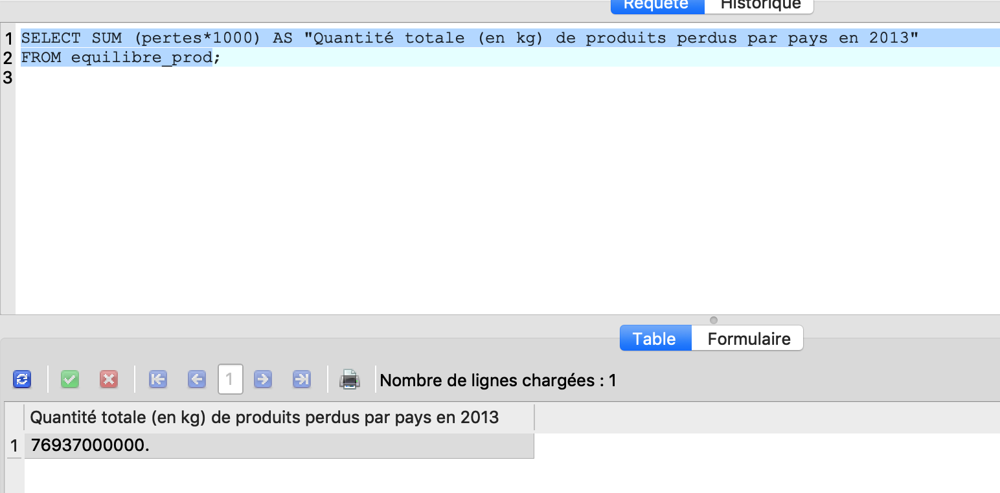 Requête Historique
1 SELECT SUM (pertes*1000) AS "Quantité totale (en kg) de produits perdus par pays en 2013"
2 FROM equilibre_prod;
3
Table Formulaire
1 Nombre de lignes chargées : 1
Quantité totale (en kg) de produits perdus par pays en 2013
1 76937000000.